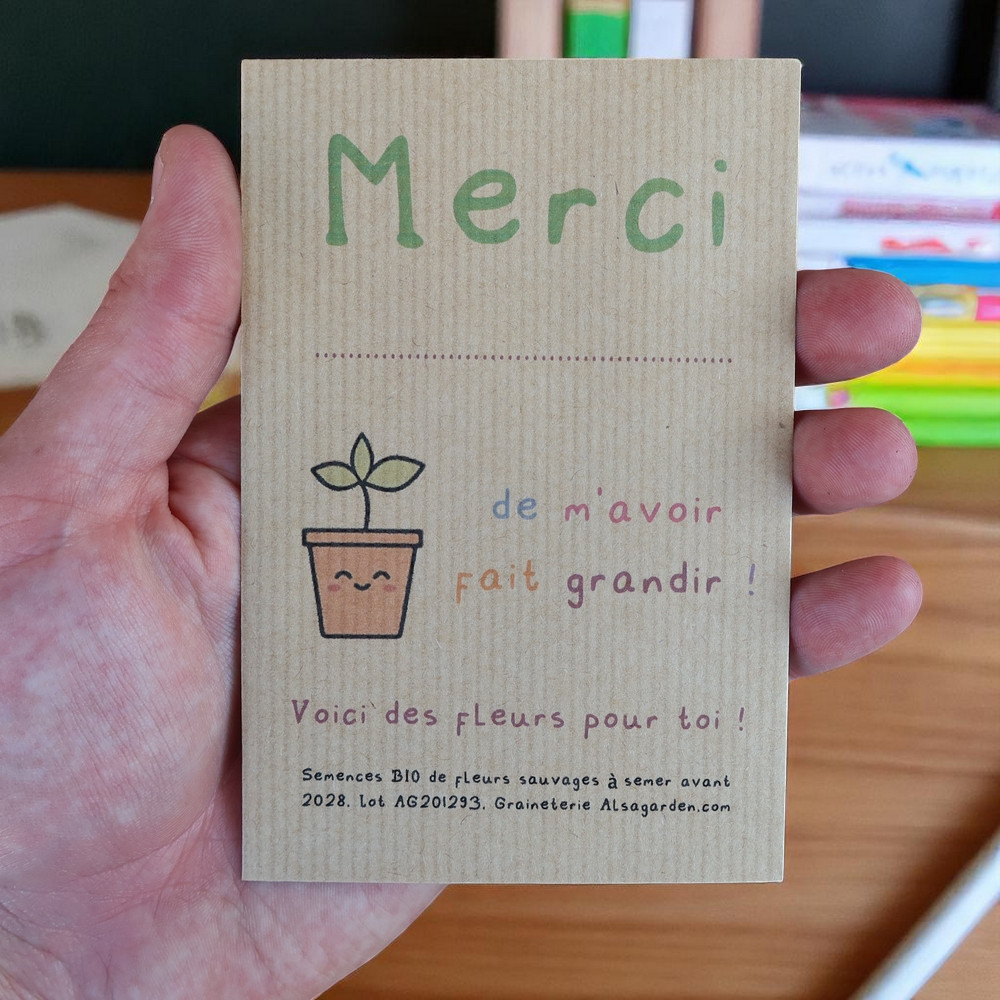 Merci
de m'avoir
fait grandir !
Voici des fleurs pour toi !
Semences BIO de fleurs sauvages à semer avant
2028. Lot AG201293. Graineterie Alsagarden.com